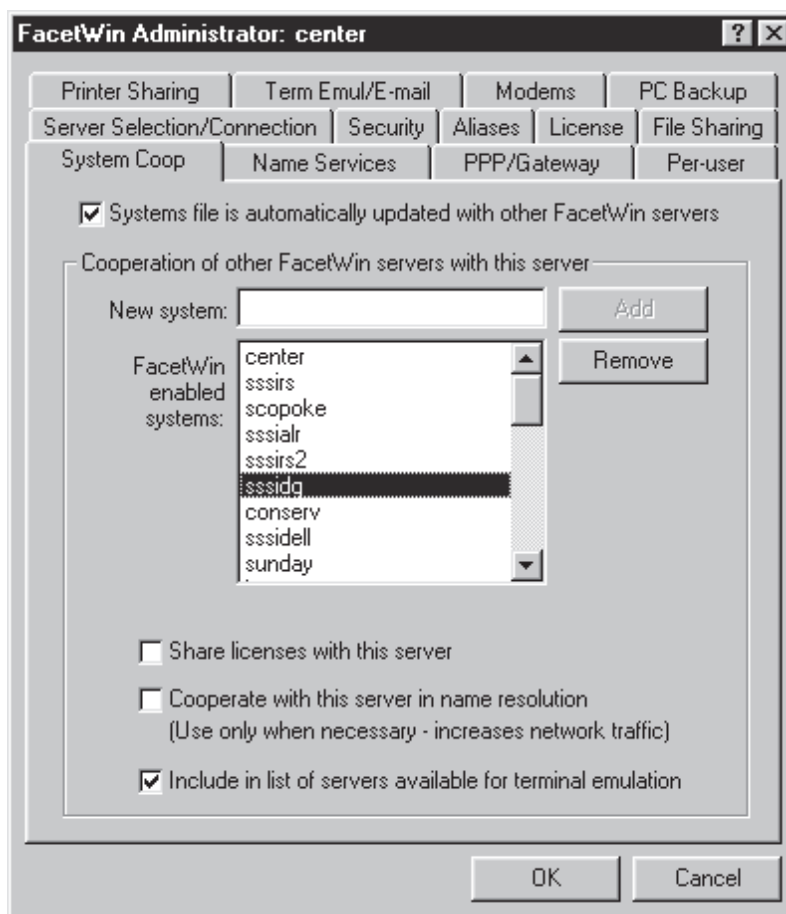 FacetWin Administrator: center
Printer Sharing
Term Emul/E-mail
Modems
PC Backup
Server Selection/Connection
Security
Aliases
License
File Sharing
System Coop
Name Services
PPP/Gateway
Per-user
Systems file is automatically updated with other FacetWin servers
Cooperation of other FacetWin servers with this server
New system:
Add
FacetWin
enabled
systems:
center
sssirs
scopoke
sssialr
sssirs2
sssidg
conserv
sssidell
sunday
Remove
Share licenses with this server
Cooperate with this server in name resolution
(Use only when necessary - increases network traffic)
Include in list of servers available for terminal emulation
OK
Cancel